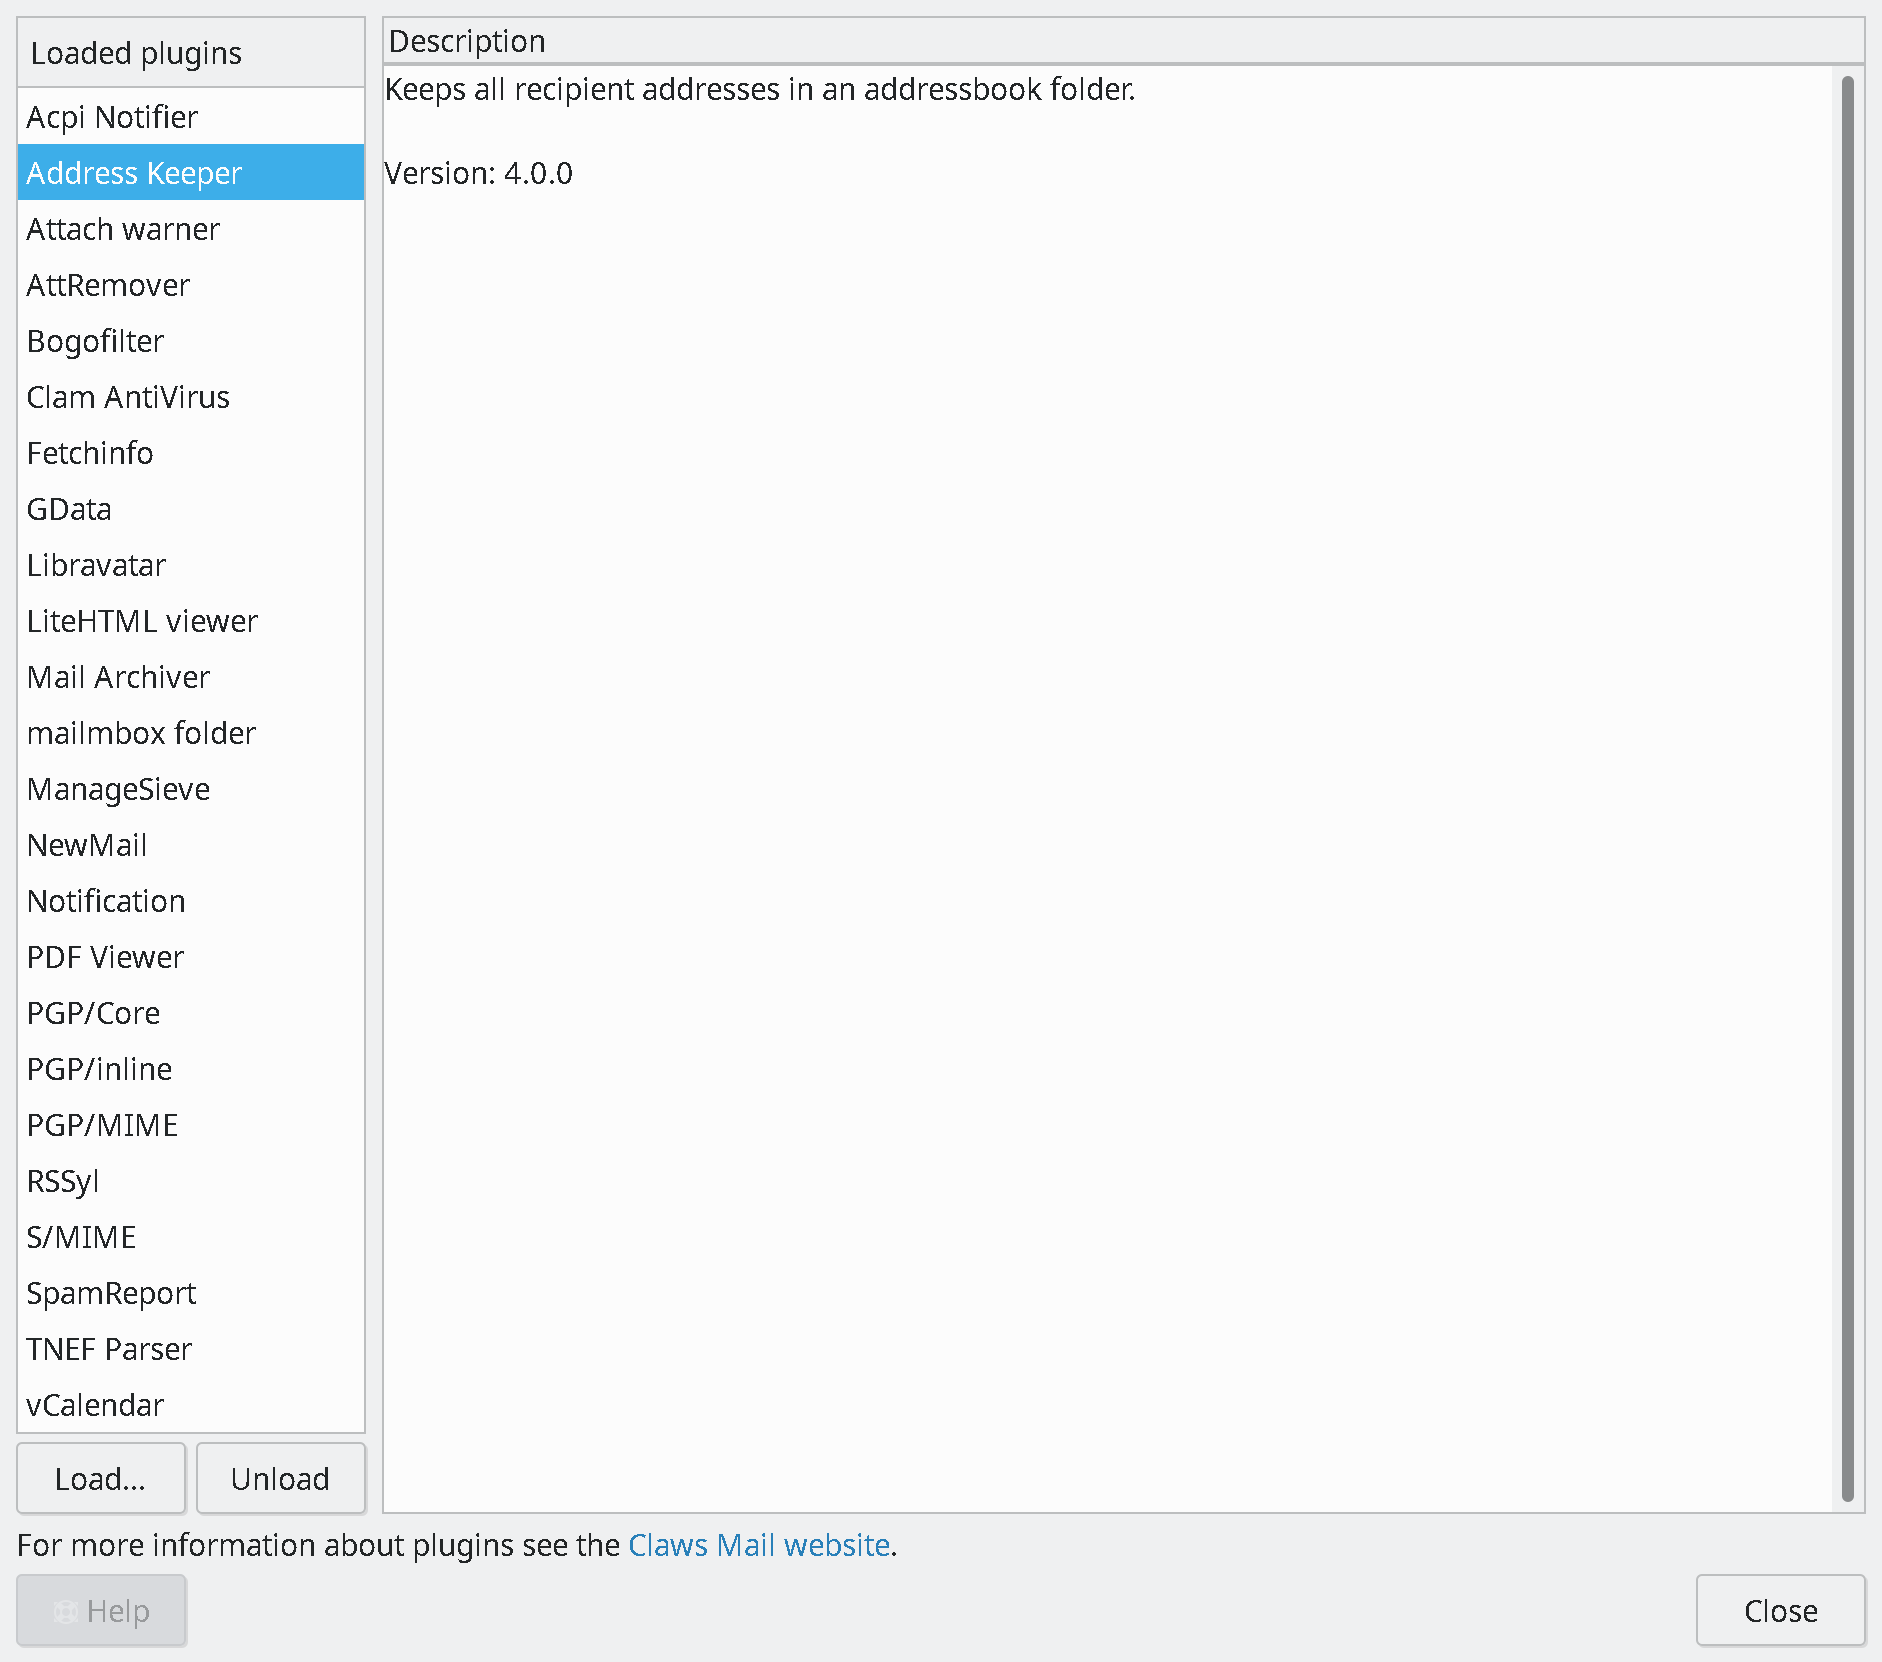 Loaded plugins
Acpi Notifier
Address Keeper
Attach warner
AttRemover
Bogofilter
Clam AntiVirus
Fetchinfo
GData
Libravatar
LiteHTML viewer
Mail Archiver
mailmbox folder
ManageSieve
NewMail
Notification
PDF Viewer
PGP/Core
PGP/inline
PGP/MIME
RSSyl
S/MIME
SpamReport
TNEF Parser
vCalendar
Load...
Unload
Description
Keeps all recipient addresses in an addressbook folder.
Version: 4.0.0
For more information about plugins see the Claws Mail website.
Help
Close